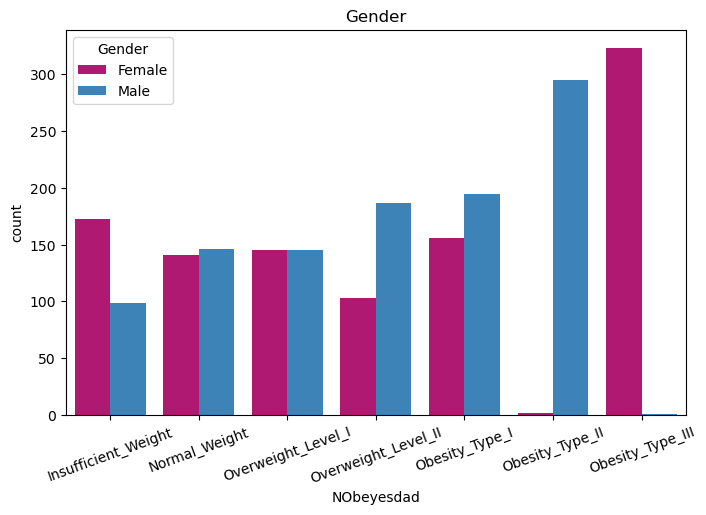 Gender
Gender
Female
Male
count
300
250
200
150
100
50
0
Insufficient_Weight
Normal_Weight
Overweight_Level_I
Overweight_Level_II
Obesity_Type_I
Obesity_Type_II
Obesity_Type_III
NObeyesdad